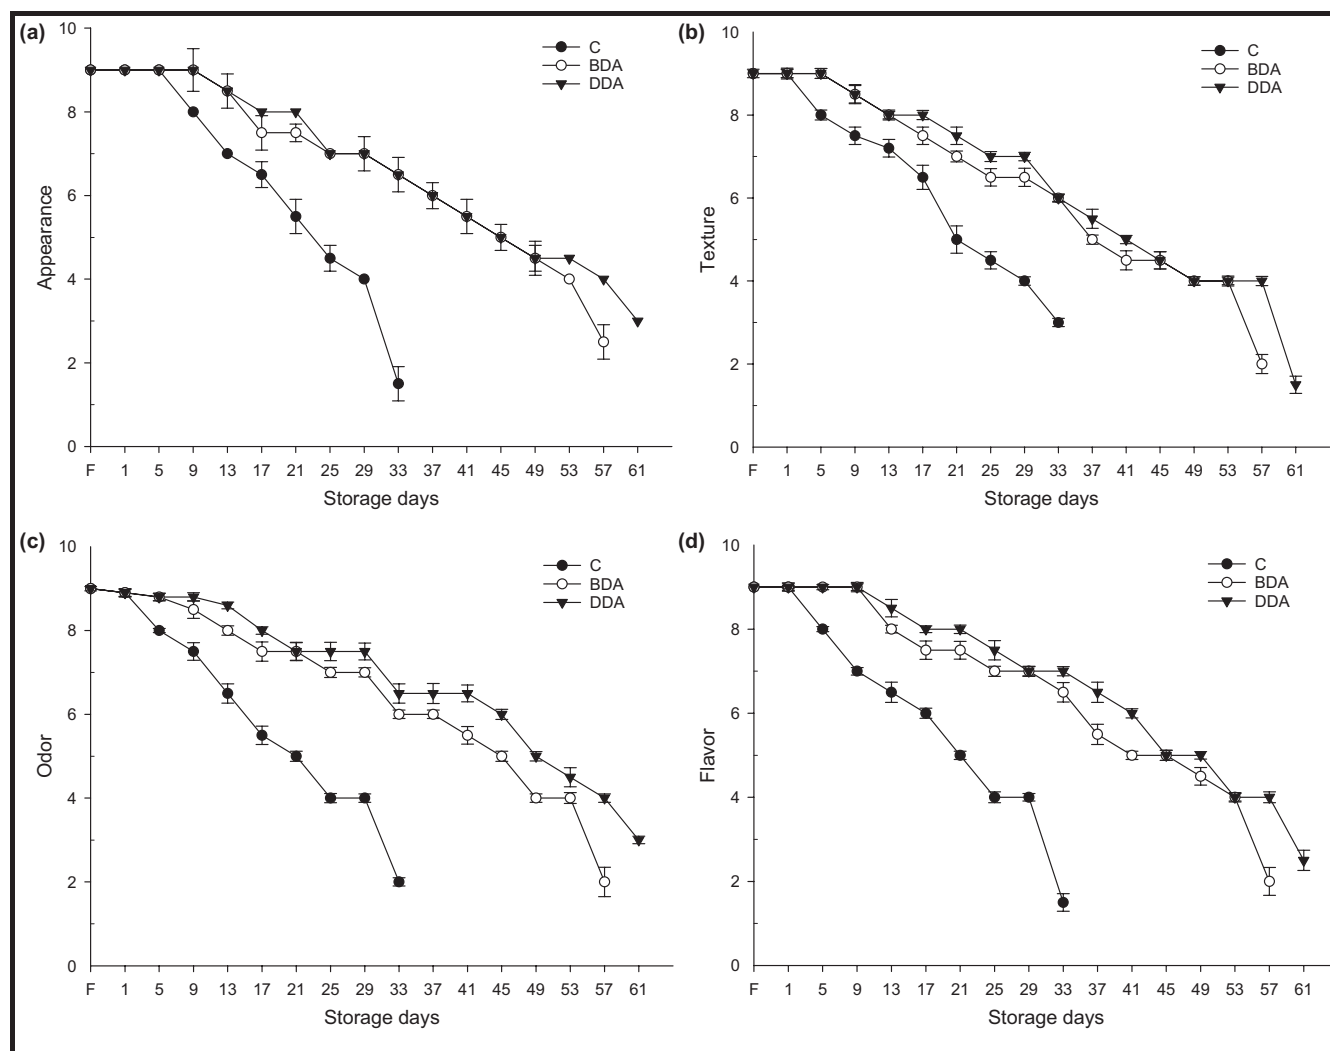 (a)
10
8
6
4
2
0
Appearance
C
BDA
DDA
F 1 5 9 13 17 21 25 29 33 37 41 45 49 53 57 61
Storage days
(b)
10
8
6
4
2
0
Texture
C
BDA
DDA
F 1 5 9 13 17 21 25 29 33 37 41 45 49 53 57 61
Storage days
(c)
10
8
6
4
2
0
Odor
C
BDA
DDA
F 1 5 9 13 17 21 25 29 33 37 41 45 49 53 57 61
Storage days
(d)
10
8
6
4
2
0
Flavor
C
BDA
DDA
F 1 5 9 13 17 21 25 29 33 37 41 45 49 53 57 61
Storage days